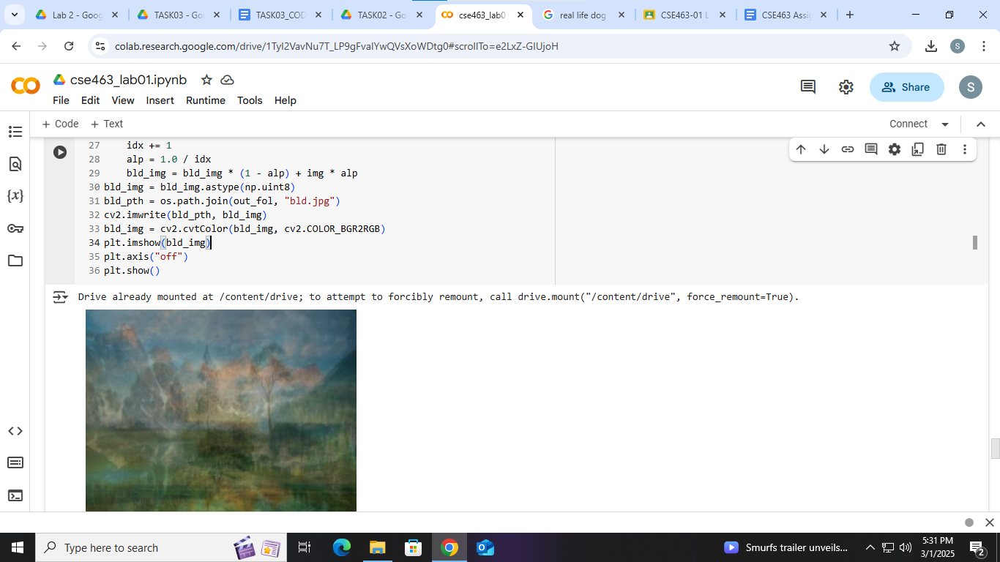 Lab 2 - Goog
TASK03 - Go
TASK03_COD
TASK02 - Go
cse463_lab0
real life dog
CSE463-01 L
CSE463 Assi
colab.research.google.com/drive/1Tyl2VavNu7T_LP9gFvaIYwQVsXoWDtg0#scrollTo=e2LxZ-GIUjoH
S
cse463_lab01.ipynb
File Edit View Insert Runtime Tools Help
Share
S
+ Code + Text
Connect
27 idx += 1
28 alp = 1.0 / idx
29 bld_img = bld_img * (1 - alp) + img * alp
30 bld_img = bld_img.astype(np.uint8)
31 bld_pth = os.path.join(out_fol, "bld.jpg")
32 cv2.imwrite(bld_pth, bld_img)
33 bld_img = cv2.cvtColor(bld_img, cv2.COLOR_BGR2RGB)
34 plt.imshow(bld_img)
35 plt.axis("off")
36 plt.show()
Drive already mounted at /content/drive; to attempt to forcibly remount, call drive.mount("/content/drive", force_remount=True).
Type here to search
Smurfs trailer unveils...
5:31 PM
3/1/2025
2